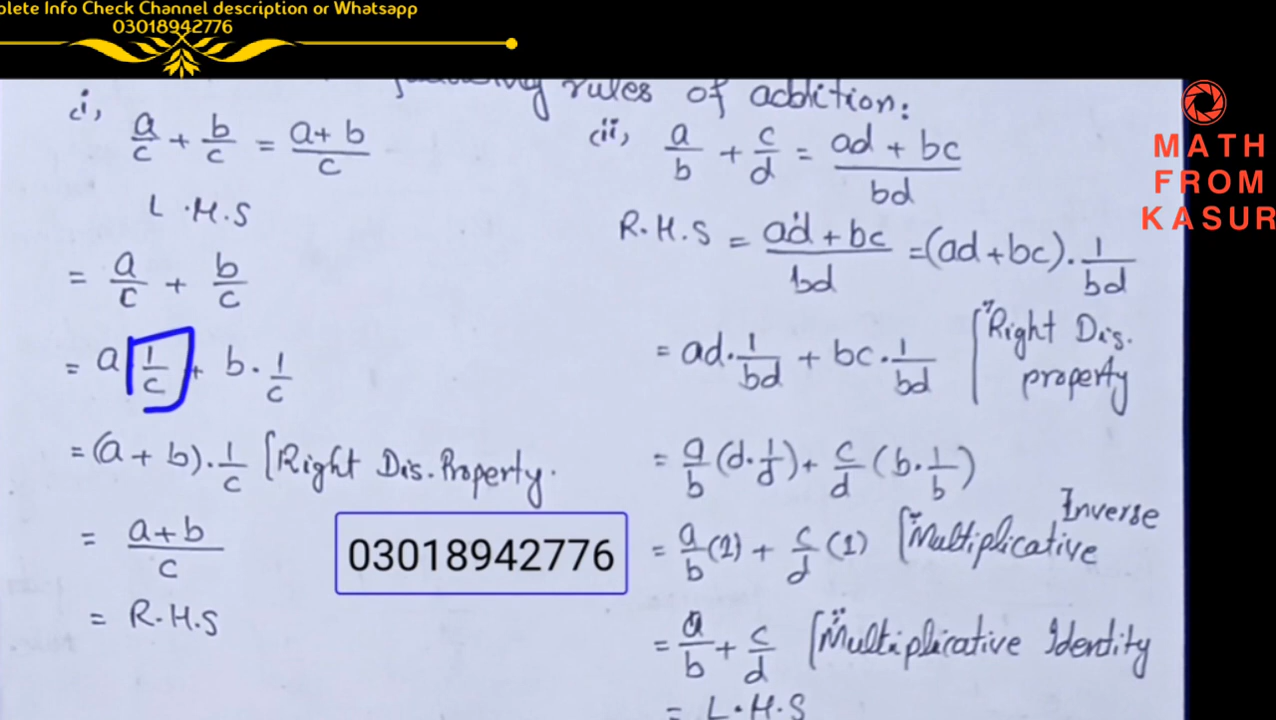 plete Info Check Channel description or Whatsapp
03018942776
following rules of addition:
(i, a/c + b/c = a+b/c
L.H.S
= a/c + b/c
= a 1/c + b . 1/c
= (a + b) . 1/c [Right Dis. Property.
= a+b/c
= R.H.S
03018942776
(ii, a/b + c/d = ad + bc/bd
R.H.S = ad + bc/bd = (ad + bc) . 1/bd
= ad . 1/bd + bc . 1/bd [" Right Dis. property
= a/b (d . 1/d) + c/d (b . 1/b)
= a/b (1) + c/d (1) [" Multiplicative Inverse
= a/b + c/d [" Multiplicative Identity
= L.H.S
MATH
FROM
KASUR